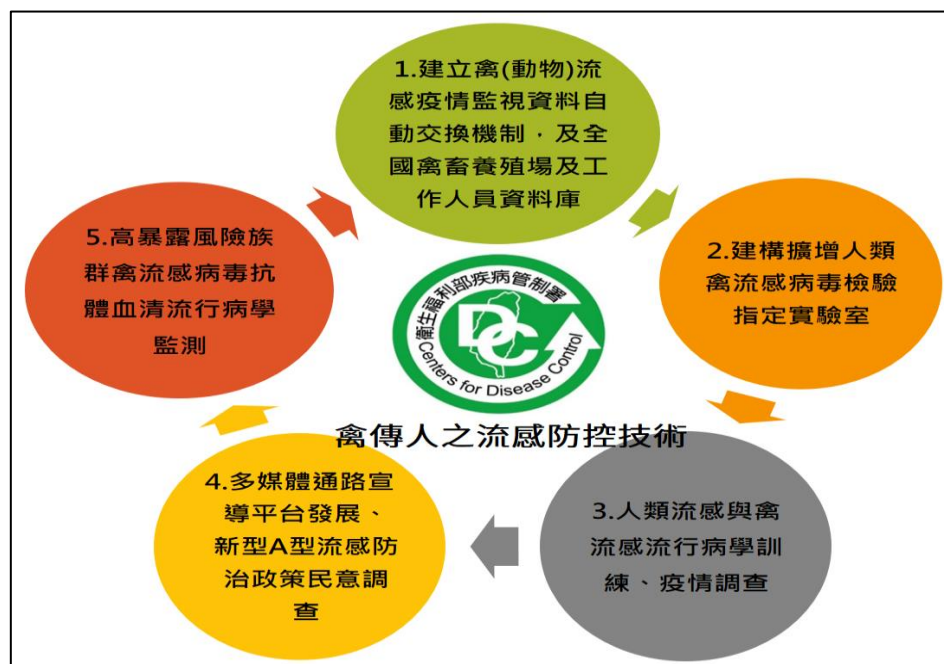 1.建立禽(動物)流
感疫情監視資料自
動交換機制，及全
國禽畜養殖場及工
作人員資料庫
2.建構擴增人類
禽流感病毒檢驗
指定實驗室
3.人類流感與禽
流感流行病學訓
練、疫情調查
4.多媒體通路宣
導平台發展、
新型A型流感防
治政策民意調
查
5.高暴露風險族
群禽流感病毒抗
體血清流行病學
監測
衛生福利部疾病管制署
DC
Centers for Disease Control
禽傳人之流感防控技術